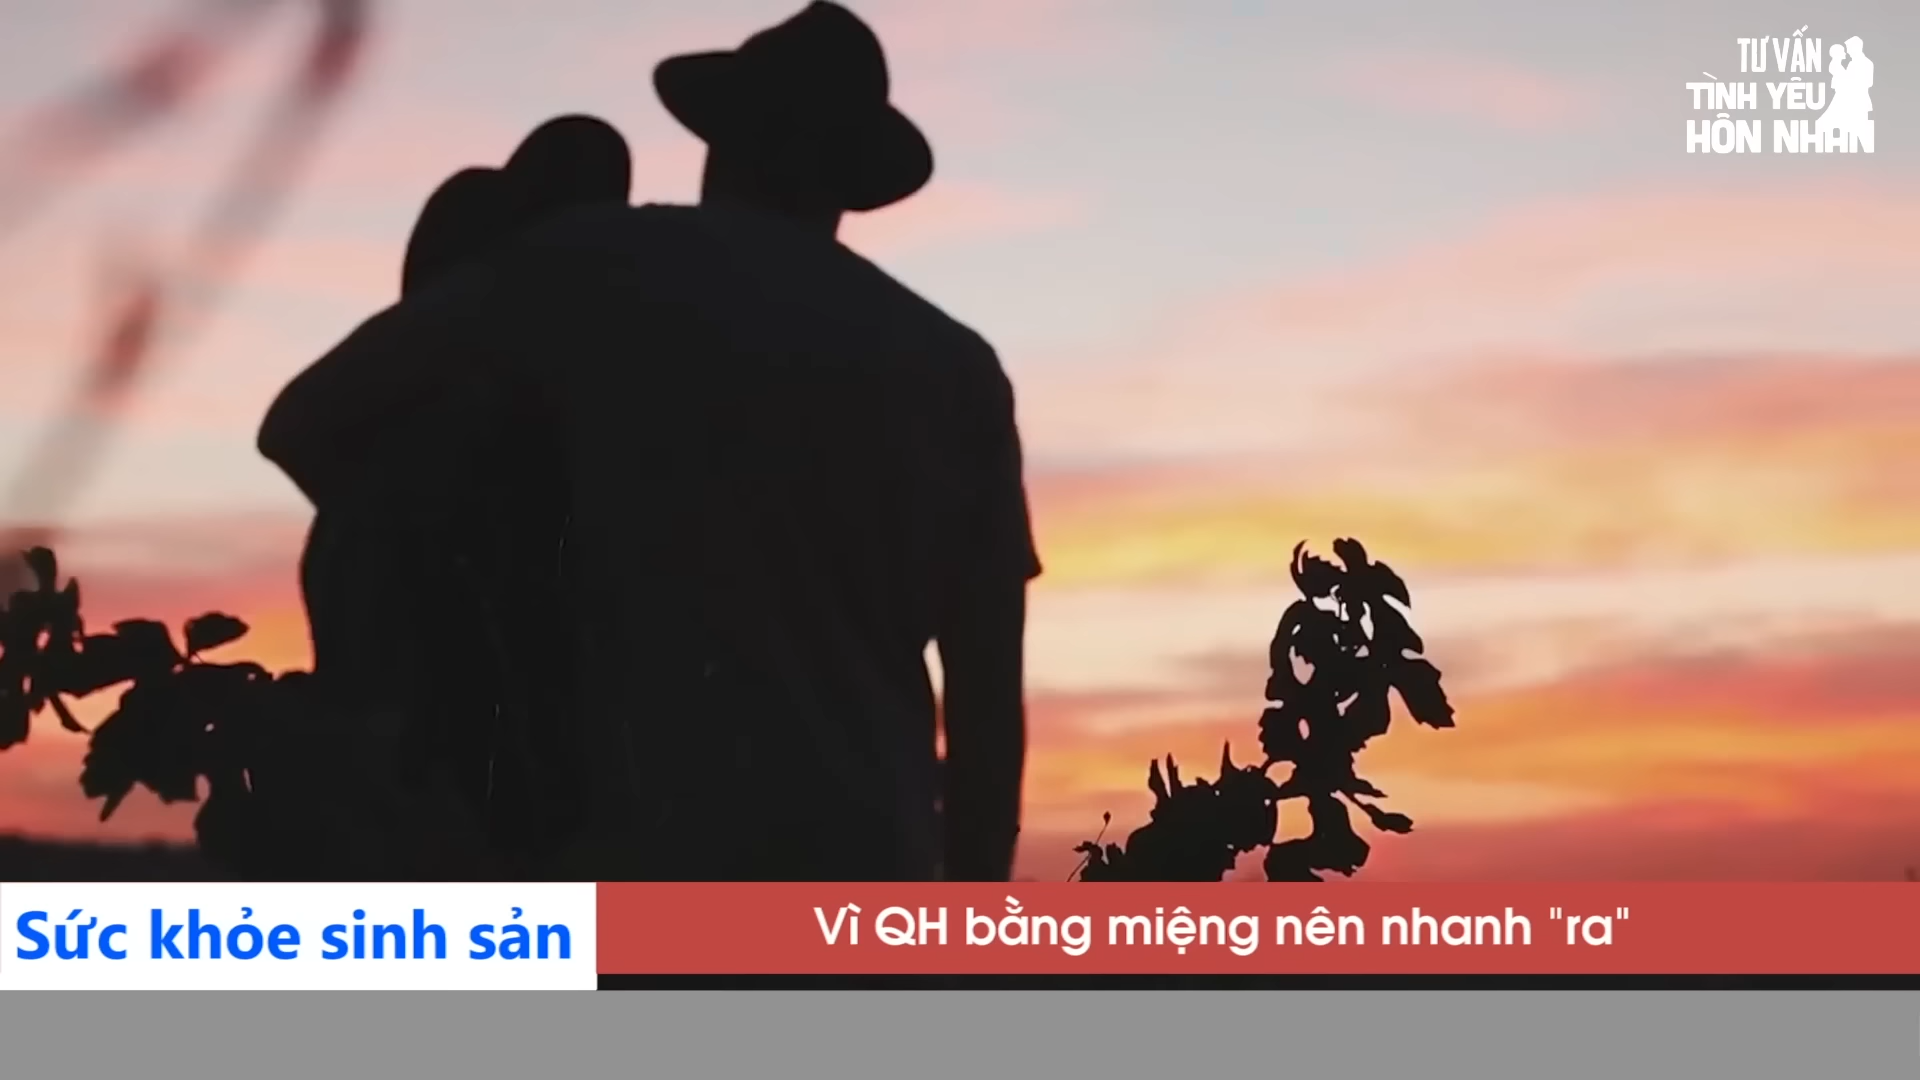 TƯ VẤN
TÌNH YÊU
HÔN NHÂN
Sức khỏe sinh sản
Vì QH bằng miệng nên nhanh "ra"